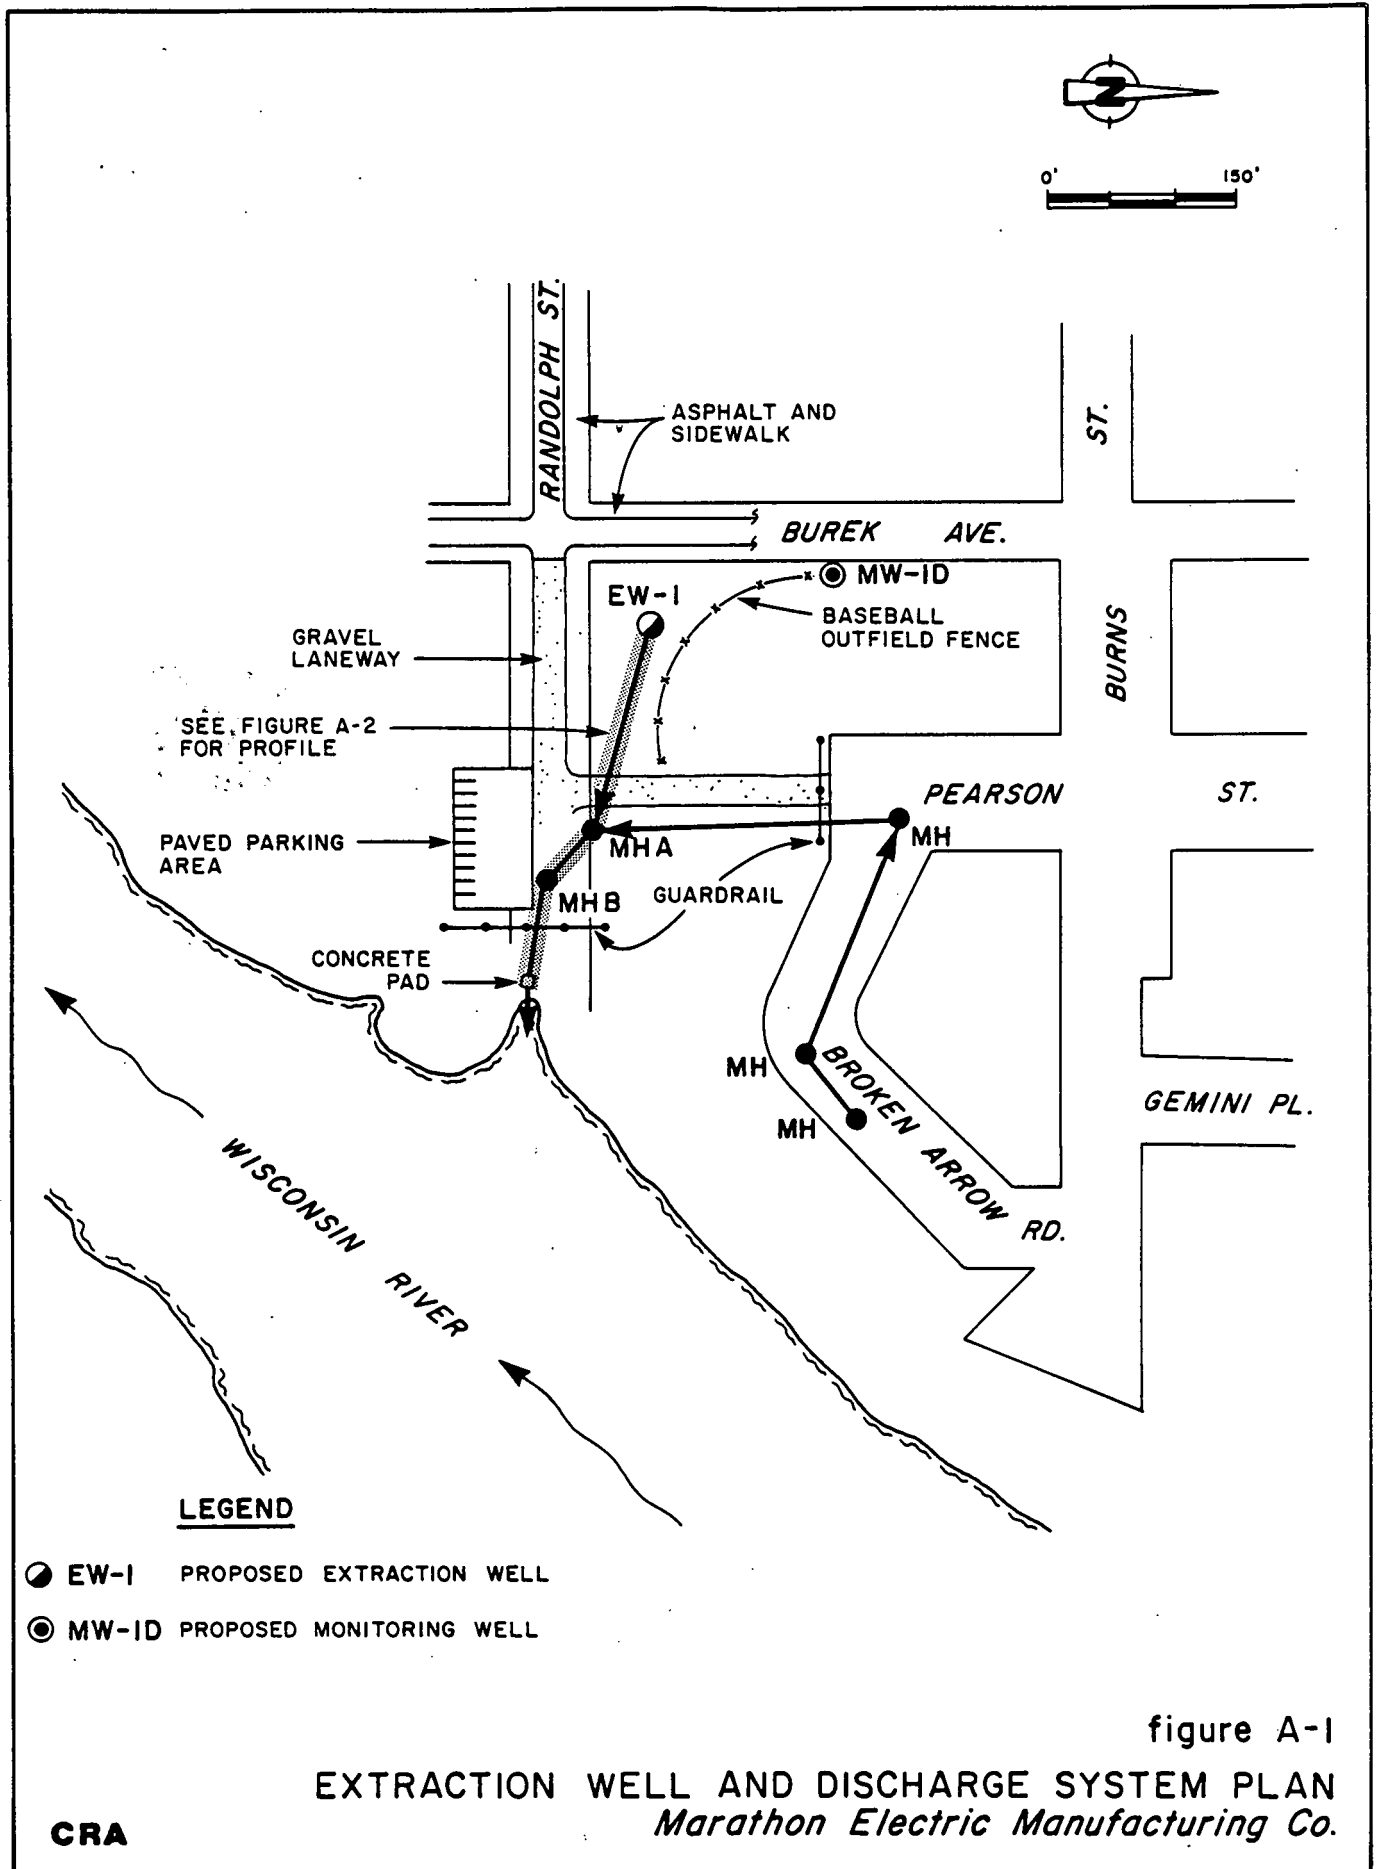 N
0' 150'
RANDOLPH ST.
ASPHALT AND
SIDEWALK
ST.
BUREK AVE.
MW-1D
EW-1
BASEBALL
OUTFIELD FENCE
GRAVEL
LANEWAY
BURNS
SEE FIGURE A-2
FOR PROFILE
PEARSON ST.
PAVED PARKING
AREA
MHA
MH
GUARDRAIL
MHB
CONCRETE
PAD
MH
BROKEN ARROW RD.
GEMINI PL.
MH
WISCONSIN RIVER
LEGEND
EW-1 PROPOSED EXTRACTION WELL
MW-1D PROPOSED MONITORING WELL
figure A-1
EXTRACTION WELL AND DISCHARGE SYSTEM PLAN
Marathon Electric Manufacturing Co.
CRA